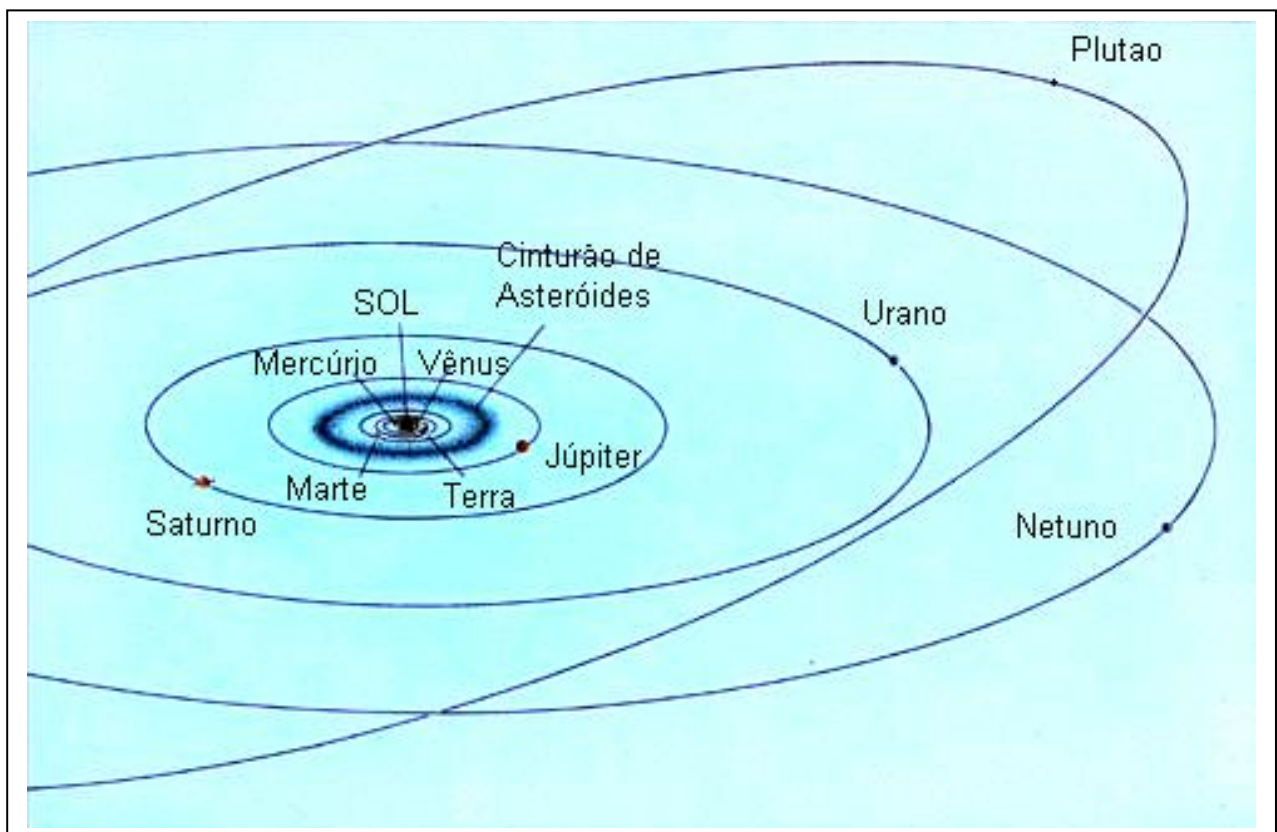 Plutao
Cinturão de
Asteróides
SOL
Urano
Mercúrio
Vênus
Júpiter
Marte
Terra
Saturno
Netuno